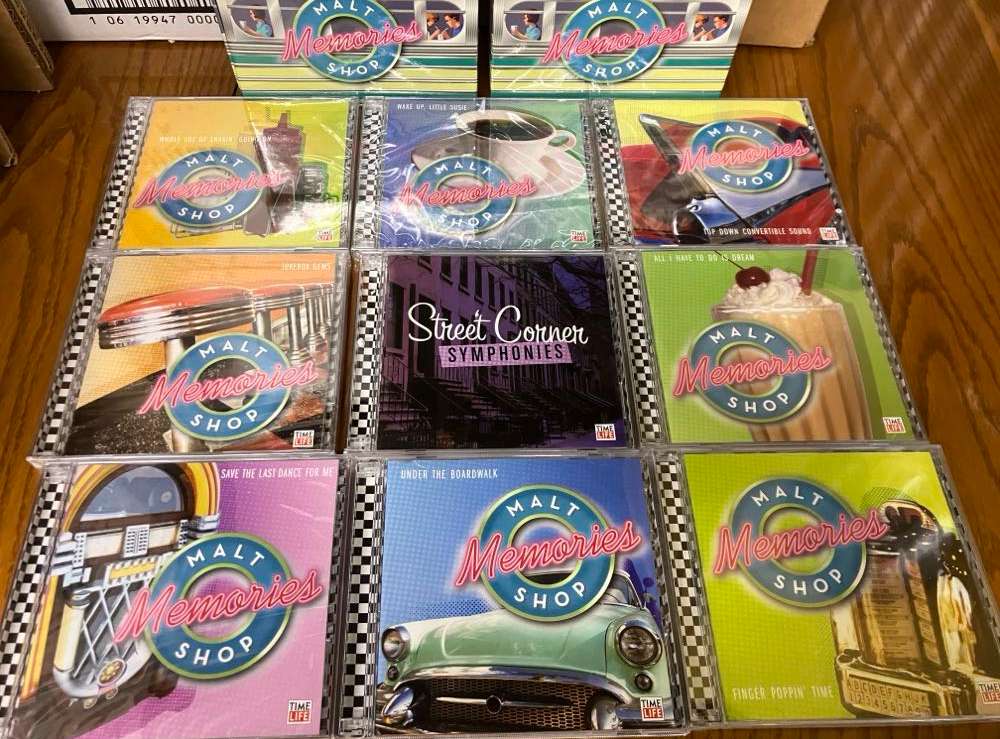 1 06 19947 0000
MALT
Memories
SHOP
MALT
Memories
SHOP
WHOLE LOT OF SHAKIN' GOING ON
MALT
Memories
SHOP
TIME LIFE
WAKE UP, LITTLE SUSIE
MALT
Memories
SHOP
TIME LIFE
MALT
Memories
SHOP
TOP DOWN CONVERTIBLE SOUND
TIME LIFE
JUKEBOX GEMS
MALT
Memories
SHOP
TIME
LIFE
Street Corner
SYMPHONIES
TIME
LIFE
ALL I HAVE TO DO IS DREAM
MALT
Memories
SHOP
TIME
LIFE
SAVE THE LAST DANCE FOR ME
MALT
Memories
SHOP
TIME
LIFE
UNDER THE BOARDWALK
MALT
Memories
SHOP
TIME
LIFE
MALT
Memories
SHOP
FINGER POPPIN' TIME
TIME
LIFE